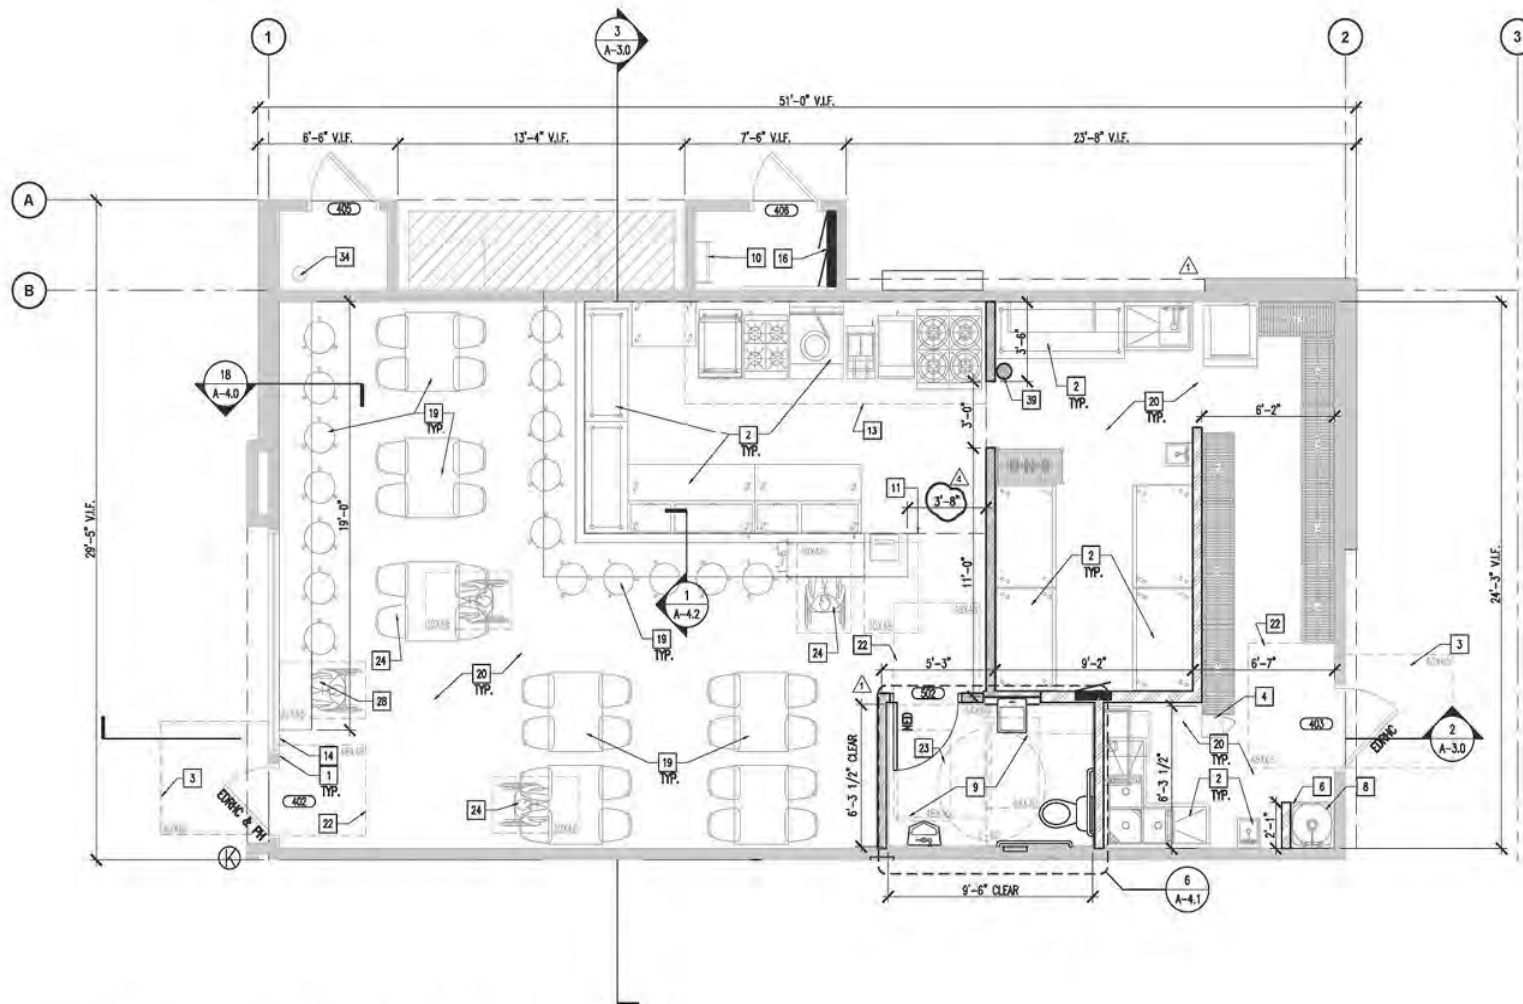 1
3
A-3.0
2
3
51'-0" V.I.F.
6'-6" V.I.F.
13'-4" V.I.F.
7'-6" V.I.F.
23'-8" V.I.F.
A
405
406
34
10
16
B
1
3'-6"
18
A-4.0
19
TYP.
2
TYP.
13
39
2
TYP.
20
TYP.
6'-2"
3'-0"
29'-5" V.I.F.
19'-0"
11
4
3'-8"
11'-0"
2
TYP.
24'-3" V.I.F.
1
A-4.2
30X48
24
19
TYP.
24
22
5'-3"
9'-2"
6'-7"
22
3
28
20
TYP.
1
502
4
403
NEO
23
6'-3 1/2" CLEAR
19
TYP.
9
6'-3 1/2"
20
TYP.
EDRHC
2
A-3.0
14
1
TYP.
3
402
22
EDRHC & PH
24
30X48
2
TYP.
6
8
2'-1"
K
9'-6" CLEAR
6
A-4.1